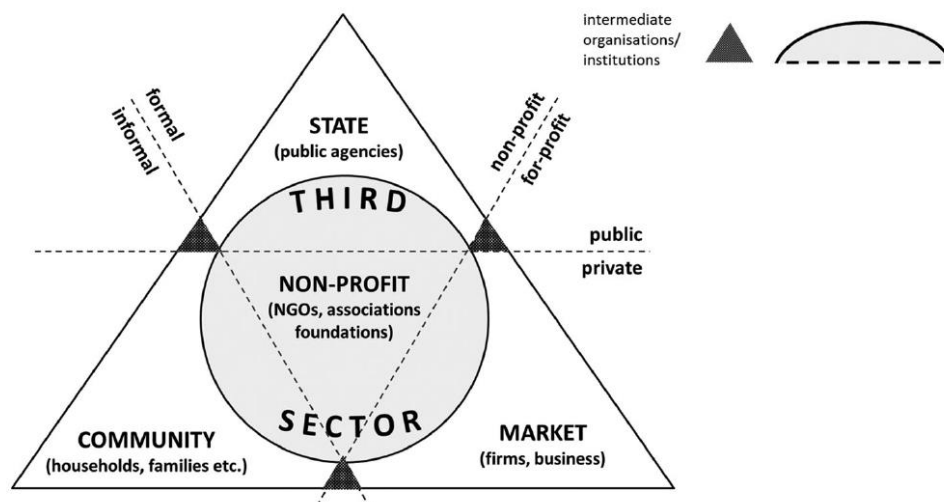 intermediate
organisations/
institutions
formal
informal
non-profit
for-profit
STATE
(public agencies)
THIRD
public
private
NON-PROFIT
(NGOs, associations
foundations)
SECTOR
COMMUNITY
(households, families etc.)
MARKET
(firms, business)